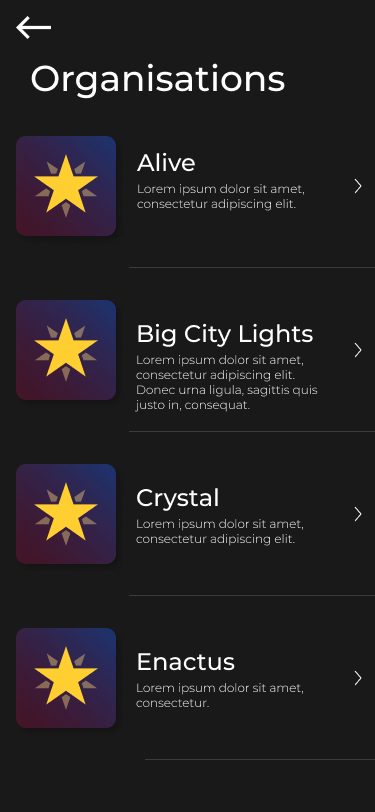 Organisations
Alive
Lorem ipsum dolor sit amet,
consectetur adipiscing elit.
Big City Lights
Lorem ipsum dolor sit amet,
consectetur adipiscing elit.
Donec urna ligula, sagittis quis
justo in, consequat.
Crystal
Lorem ipsum dolor sit amet,
consectetur adipiscing elit.
Enactus
Lorem ipsum dolor sit amet,
consectetur.